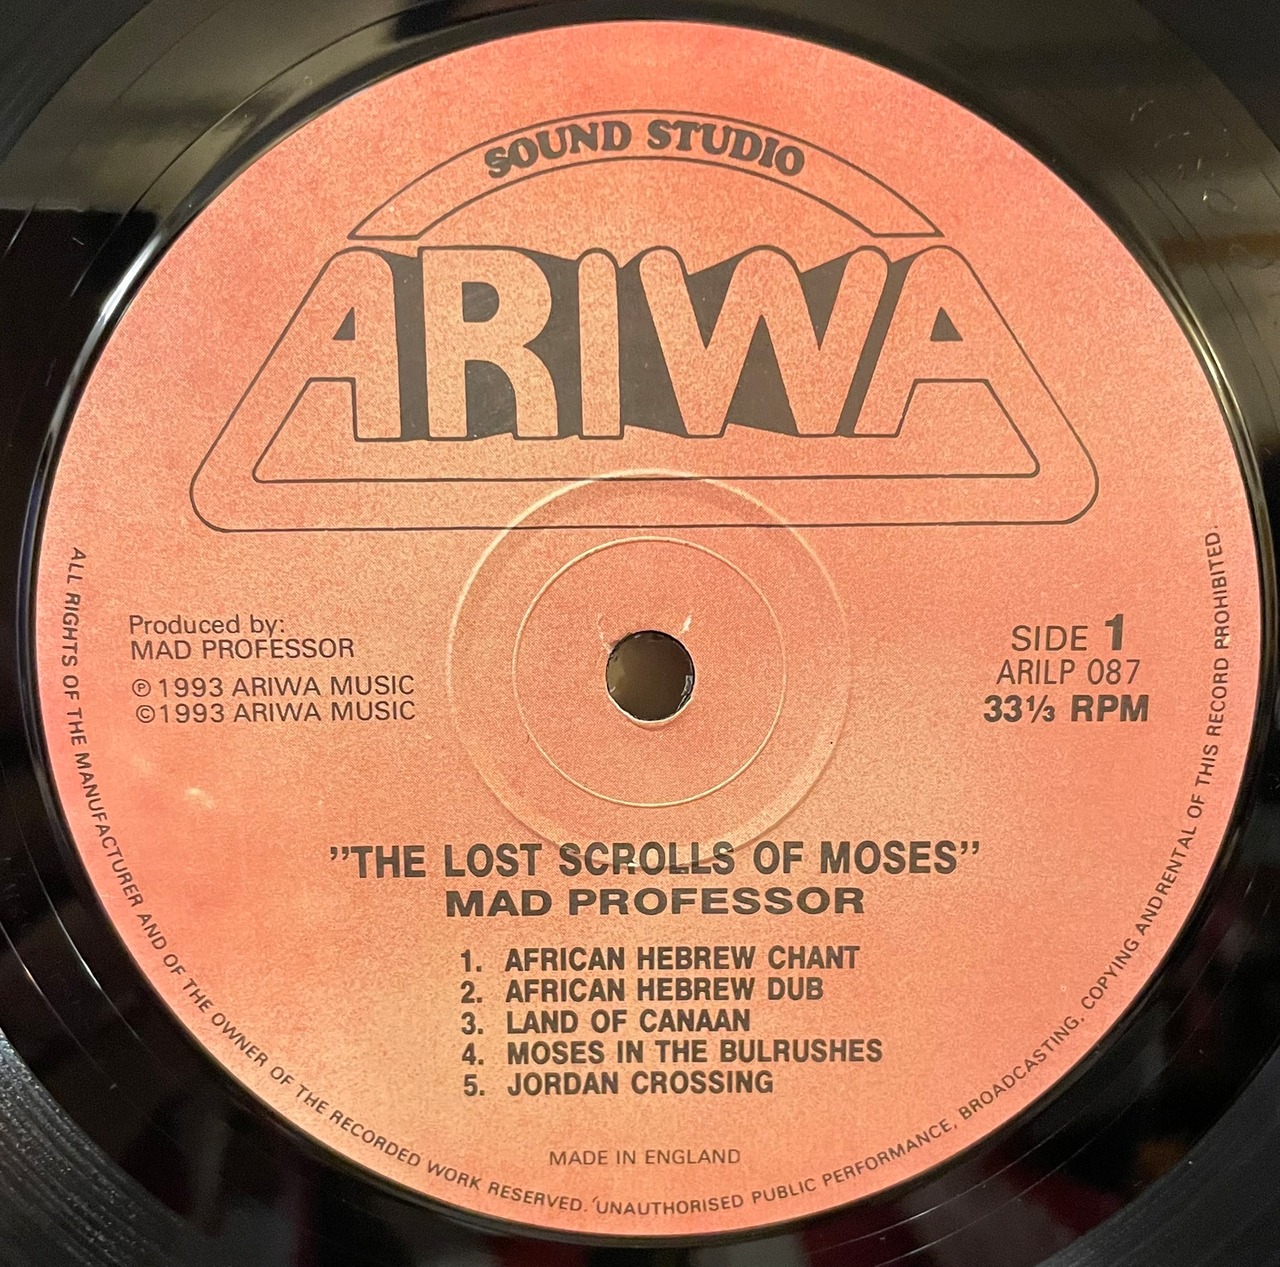 SOUND STUDIO
ARIWA
Produced by:
MAD PROFESSOR
℗ 1993 ARIWA MUSIC
©1993 ARIWA MUSIC
SIDE 1
ARILP 087
33⅓ RPM
"THE LOST SCROLLS OF MOSES"
MAD PROFESSOR
1. AFRICAN HEBREW CHANT
2. AFRICAN HEBREW DUB
3. LAND OF CANAAN
4. MOSES IN THE BULRUSHES
5. JORDAN CROSSING
MADE IN ENGLAND
ALL RIGHTS OF THE MANUFACTURER AND OF THE OWNER OF THE RECORDED WORK RESERVED. 'UNAUTHORISED PUBLIC PERFORMANCE, BROADCASTING, COPYING ANDRENTAL OF THIS RECORD PROHIBITED.